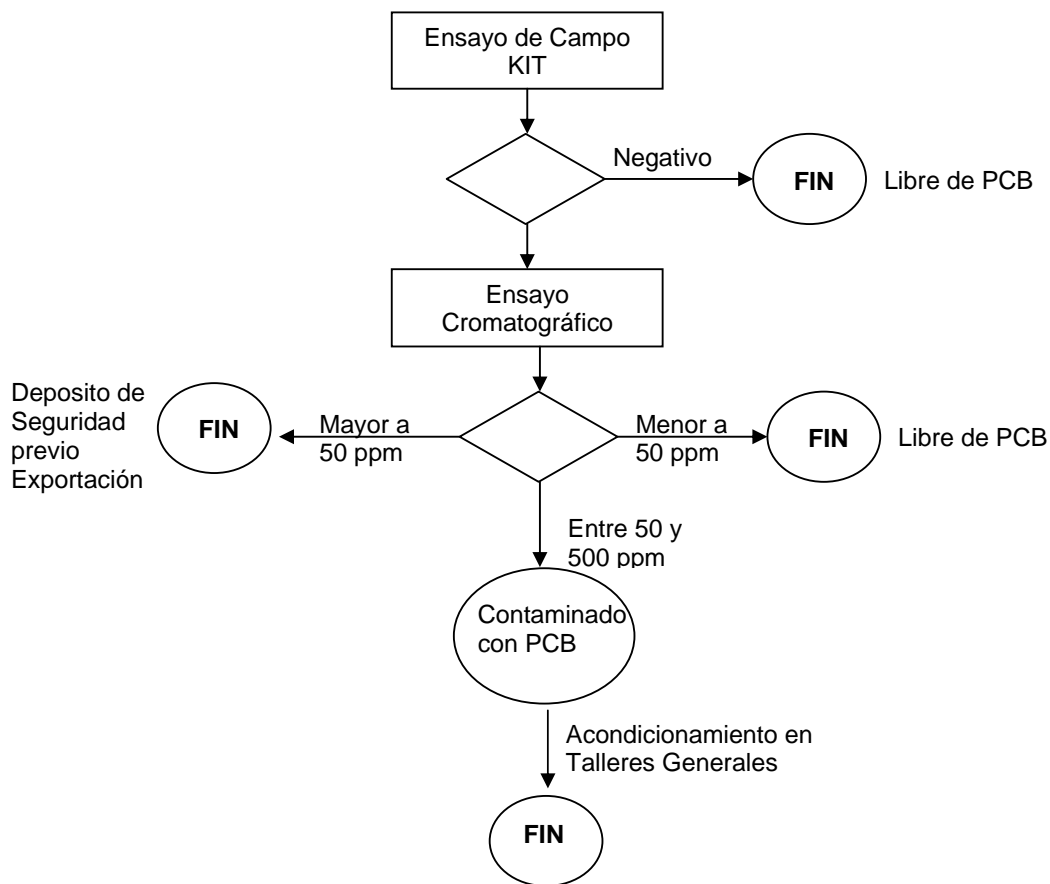 Ensayo de Campo
KIT
Negativo
FIN
Libre de PCB
Ensayo
Cromatográfico
Deposito de
Seguridad
previo
Exportación
FIN
Mayor a
50 ppm
Menor a
50 ppm
FIN
Libre de PCB
Entre 50 y
500 ppm
Contaminado
con PCB
Acondicionamiento en
Talleres Generales
FIN